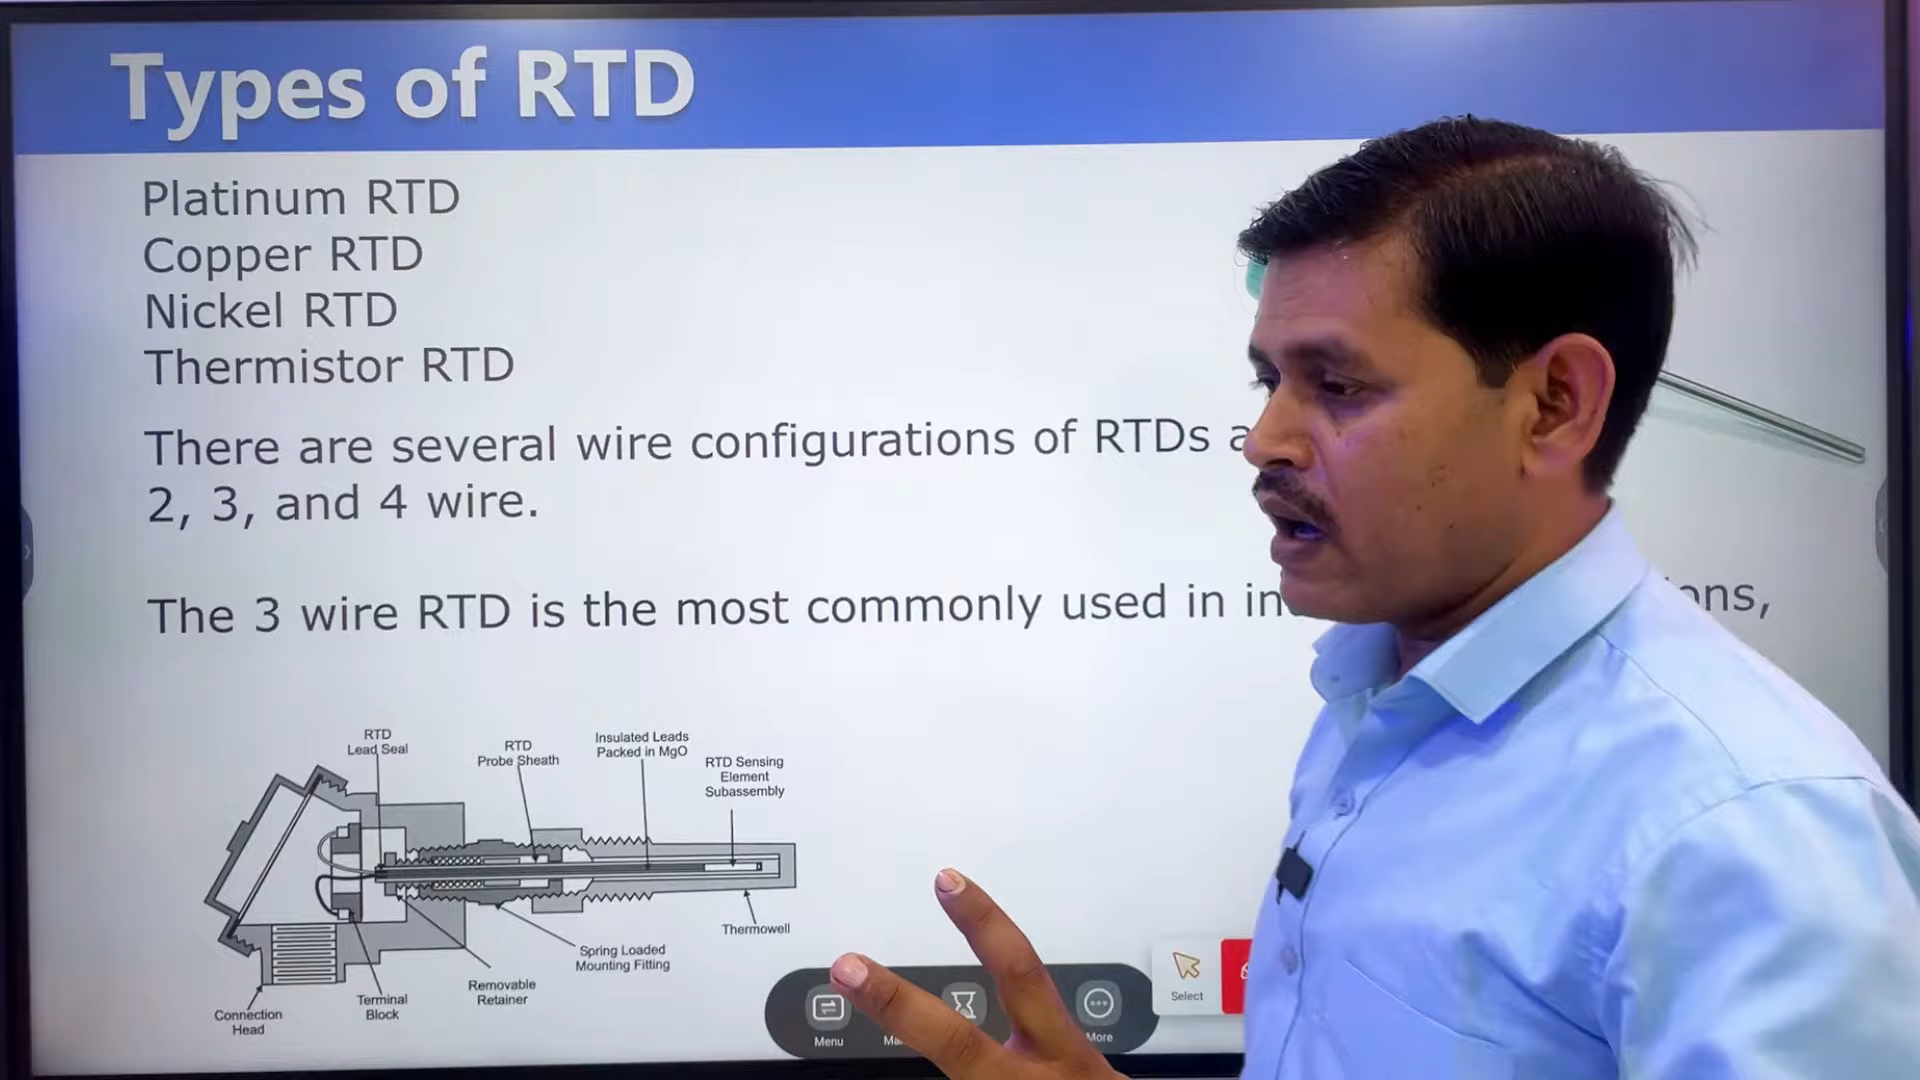 Types of RTD
Platinum RTD
Copper RTD
Nickel RTD
Thermistor RTD
There are several wire configurations of RTDs
2, 3, and 4 wire.
The 3 wire RTD is the most commonly used in
RTD
Lead Seal
RTD
Probe Sheath
Insulated Leads
Packed in MgO
RTD Sensing
Element
Subassembly
Thermowell
Spring Loaded
Mounting Fitting
Removable
Retainer
Terminal
Block
Connection
Head
Menu
More
Select